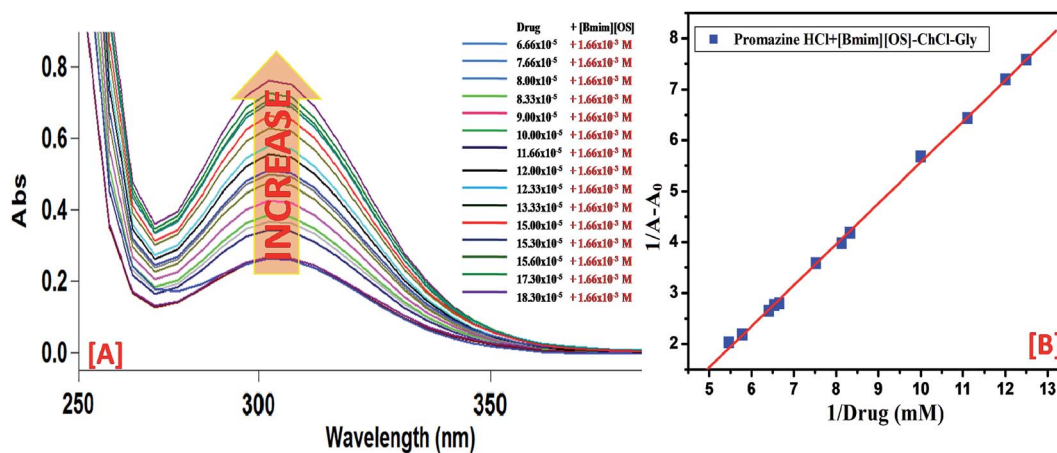 Drug + [Bmim][OS]
6.66x10⁻⁵ +1.66x10⁻³ M
7.66x10⁻⁵ +1.66x10⁻³ M
8.00x10⁻⁵ +1.66x10⁻³ M
8.33x10⁻⁵ +1.66x10⁻³ M
9.00x10⁻⁵ +1.66x10⁻³ M
10.00x10⁻⁵ +1.66x10⁻³ M
11.66x10⁻⁵ +1.66x10⁻³ M
12.00x10⁻⁵ +1.66x10⁻³ M
12.33x10⁻⁵ +1.66x10⁻³ M
13.33x10⁻⁵ +1.66x10⁻³ M
15.00x10⁻⁵ +1.66x10⁻³ M
15.30x10⁻⁵ +1.66x10⁻³ M
15.60x10⁻⁵ +1.66x10⁻³ M
17.30x10⁻⁵ +1.66x10⁻³ M
18.30x10⁻⁵ +1.66x10⁻³ M
INCREASE
Abs
0.8
0.6
0.4
0.2
0.0
[A]
250 300 350
Wavelength (nm)
Promazine HCl+[Bmim][OS]-ChCl-Gly
1/A-A₀
8
7
6
5
4
3
2
[B]
5 6 7 8 9 10 11 12 13
1/Drug (mM)